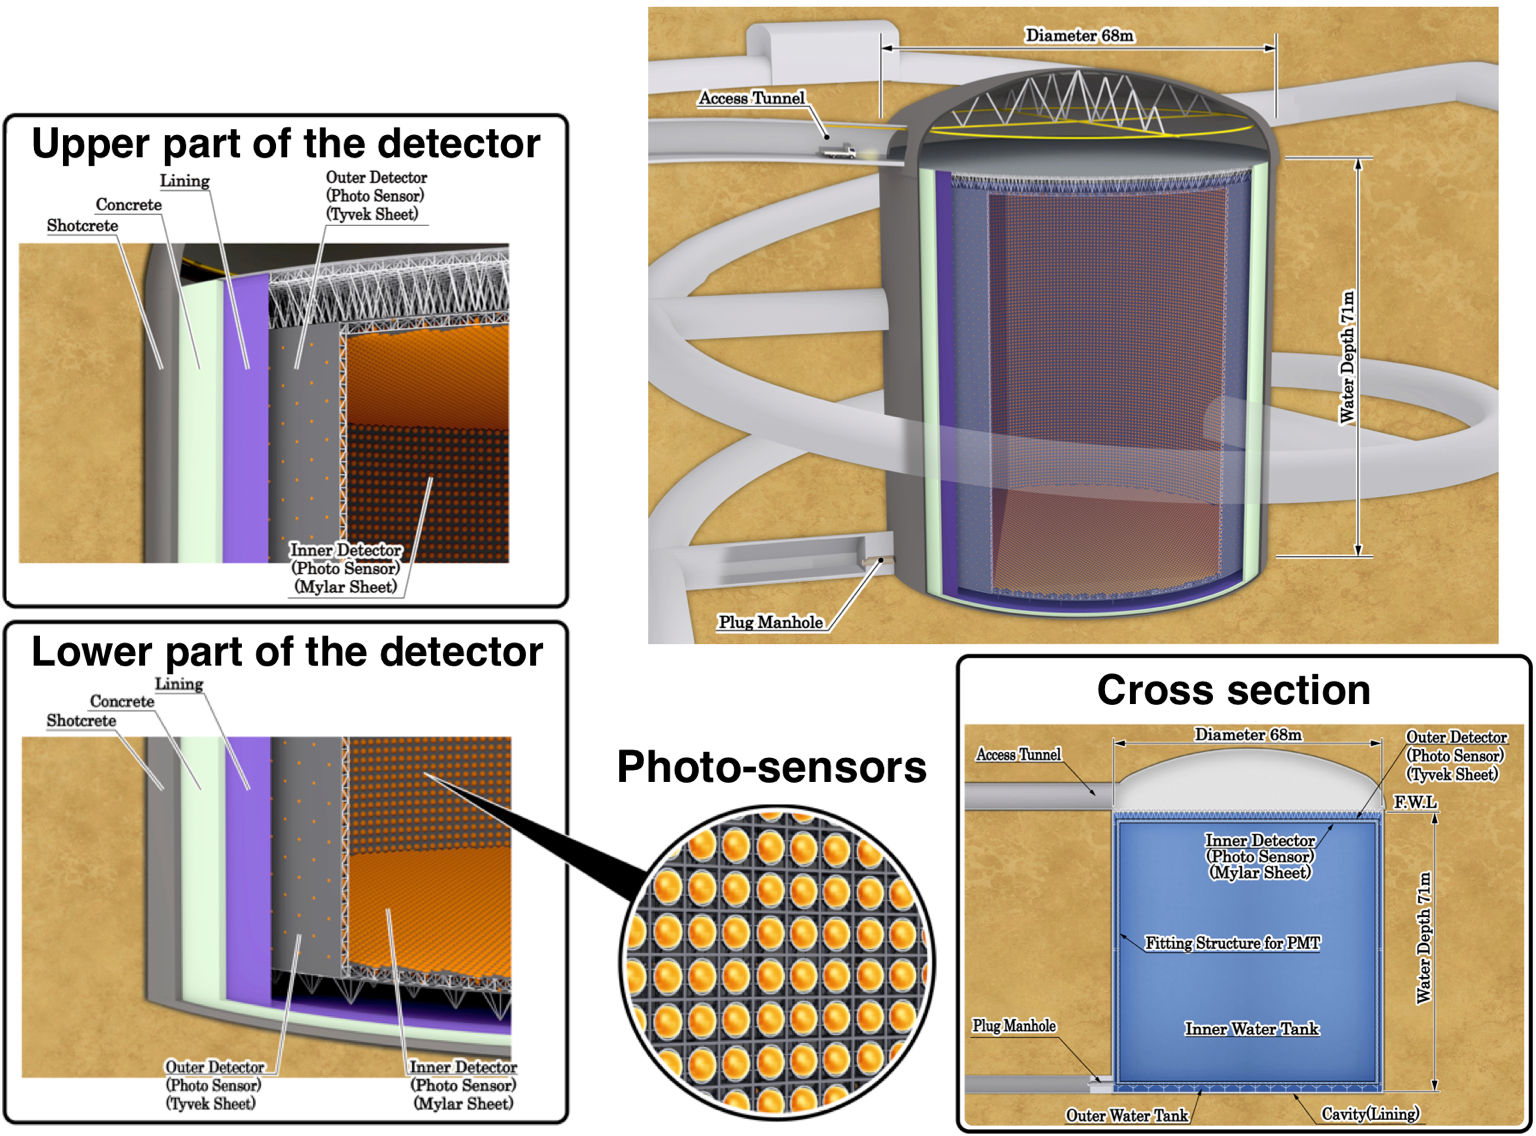 Upper part of the detector
Lining
Outer Detector
(Photo Sensor)
(Tyvek Sheet)
Concrete
Shotcrete
Inner Detector
(Photo Sensor)
(Mylar Sheet)
Diameter 68m
Access Tunnel
Water Depth 71m
Plug Manhole
Lower part of the detector
Lining
Concrete
Shotcrete
Outer Detector
(Photo Sensor)
(Tyvek Sheet)
Inner Detector
(Photo Sensor)
(Mylar Sheet)
Photo-sensors
Cross section
Diameter 68m
Outer Detector
(Photo Sensor)
(Tyvek Sheet)
Access Tunnel
F.W.L
Inner Detector
(Photo Sensor)
(Mylar Sheet)
Water Depth 71m
Fitting Structure for PMT
Plug Manhole
Inner Water Tank
Outer Water Tank
Cavity(Lining)